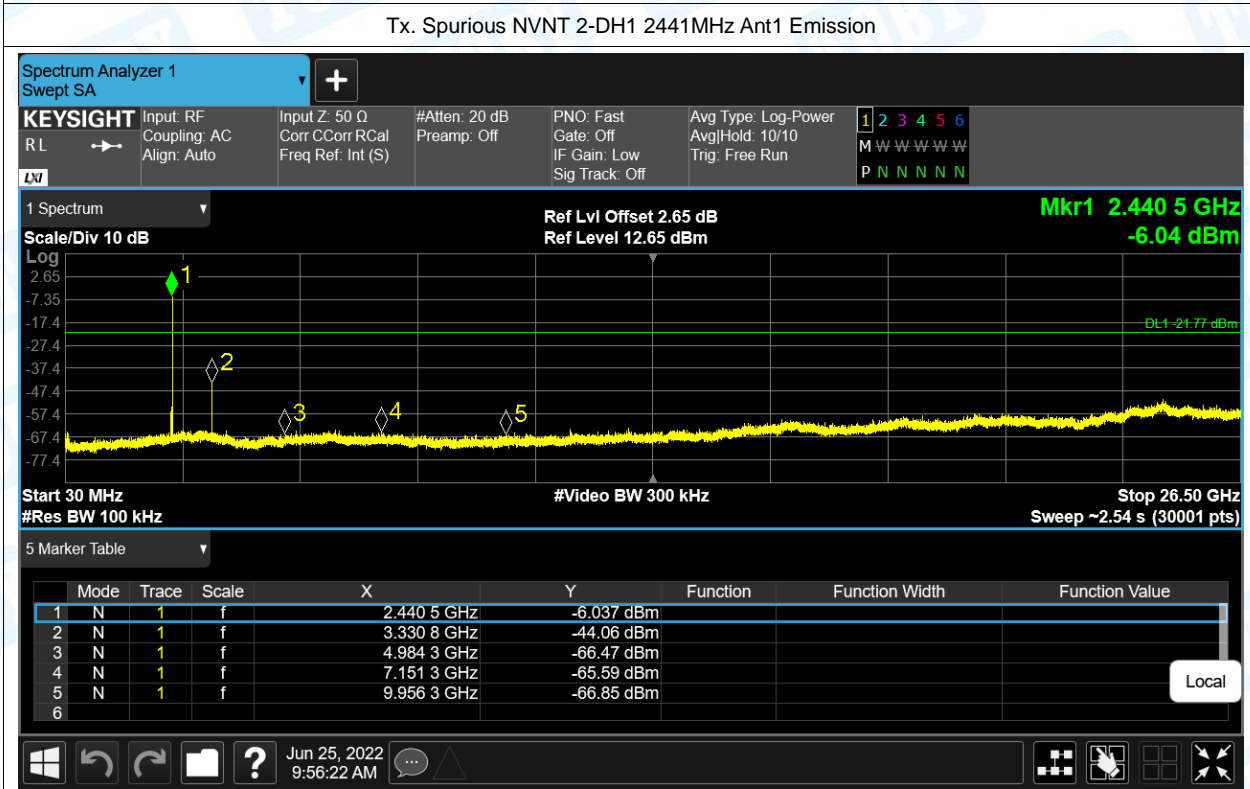 Tx. Spurious NVNT 2-DH1 2441MHz Ant1 Emission
Spectrum Analyzer 1
Swept SA
+
KEYSIGHT Input: RF Input Z: 50 Ω #Atten: 20 dB PNO: Fast Avg Type: Log-Power 1 2 3 4 5 6
RL Coupling: AC Corr CCorr RCal Preamp: Off Gate: Off Avg|Hold: 10/10 M W W W W W
Align: Auto Freq Ref: Int (S) IF Gain: Low Trig: Free Run
LXI Sig Track: Off P N N N N N
1 Spectrum Ref Lvl Offset 2.65 dB Mkr1 2.440 5 GHz
Scale/Div 10 dB Ref Level 12.65 dBm -6.04 dBm
Log
2.65 1
-7.35
-17.4 DL1 -21.77 dBm
-27.4
-37.4 2
-47.4
-57.4 3 4 5
-67.4
-77.4
Start 30 MHz #Video BW 300 kHz Stop 26.50 GHz
#Res BW 100 kHz Sweep ~2.54 s (30001 pts)
5 Marker Table
Mode Trace Scale X Y Function Function Width Function Value
1 N 1 f 2.440 5 GHz -6.037 dBm
2 N 1 f 3.330 8 GHz -44.06 dBm
3 N 1 f 4.984 3 GHz -66.47 dBm
4 N 1 f 7.151 3 GHz -65.59 dBm
5 N 1 f 9.956 3 GHz -66.85 dBm
6
Local
? Jun 25, 2022
9:56:22 AM